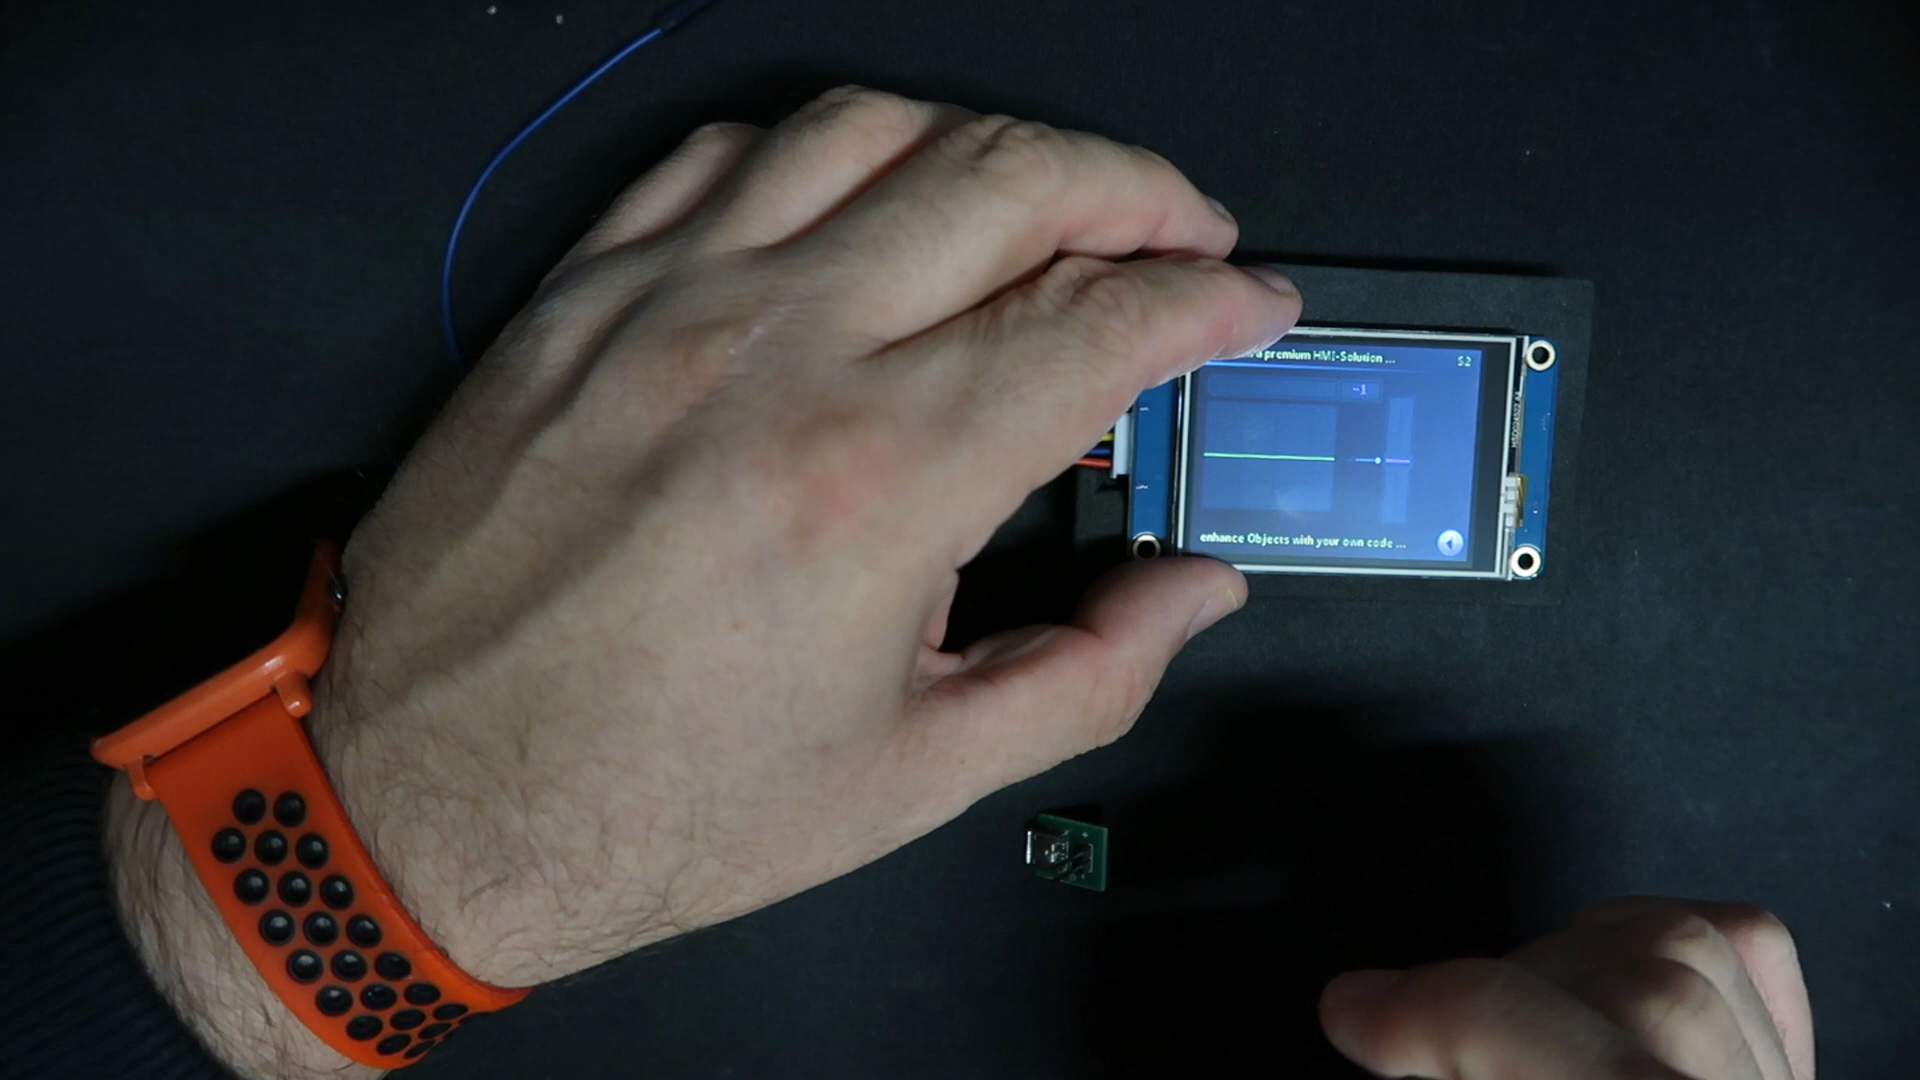 a premium HMI-Solution ...
S2
-1
enhance Objects with your own code ...